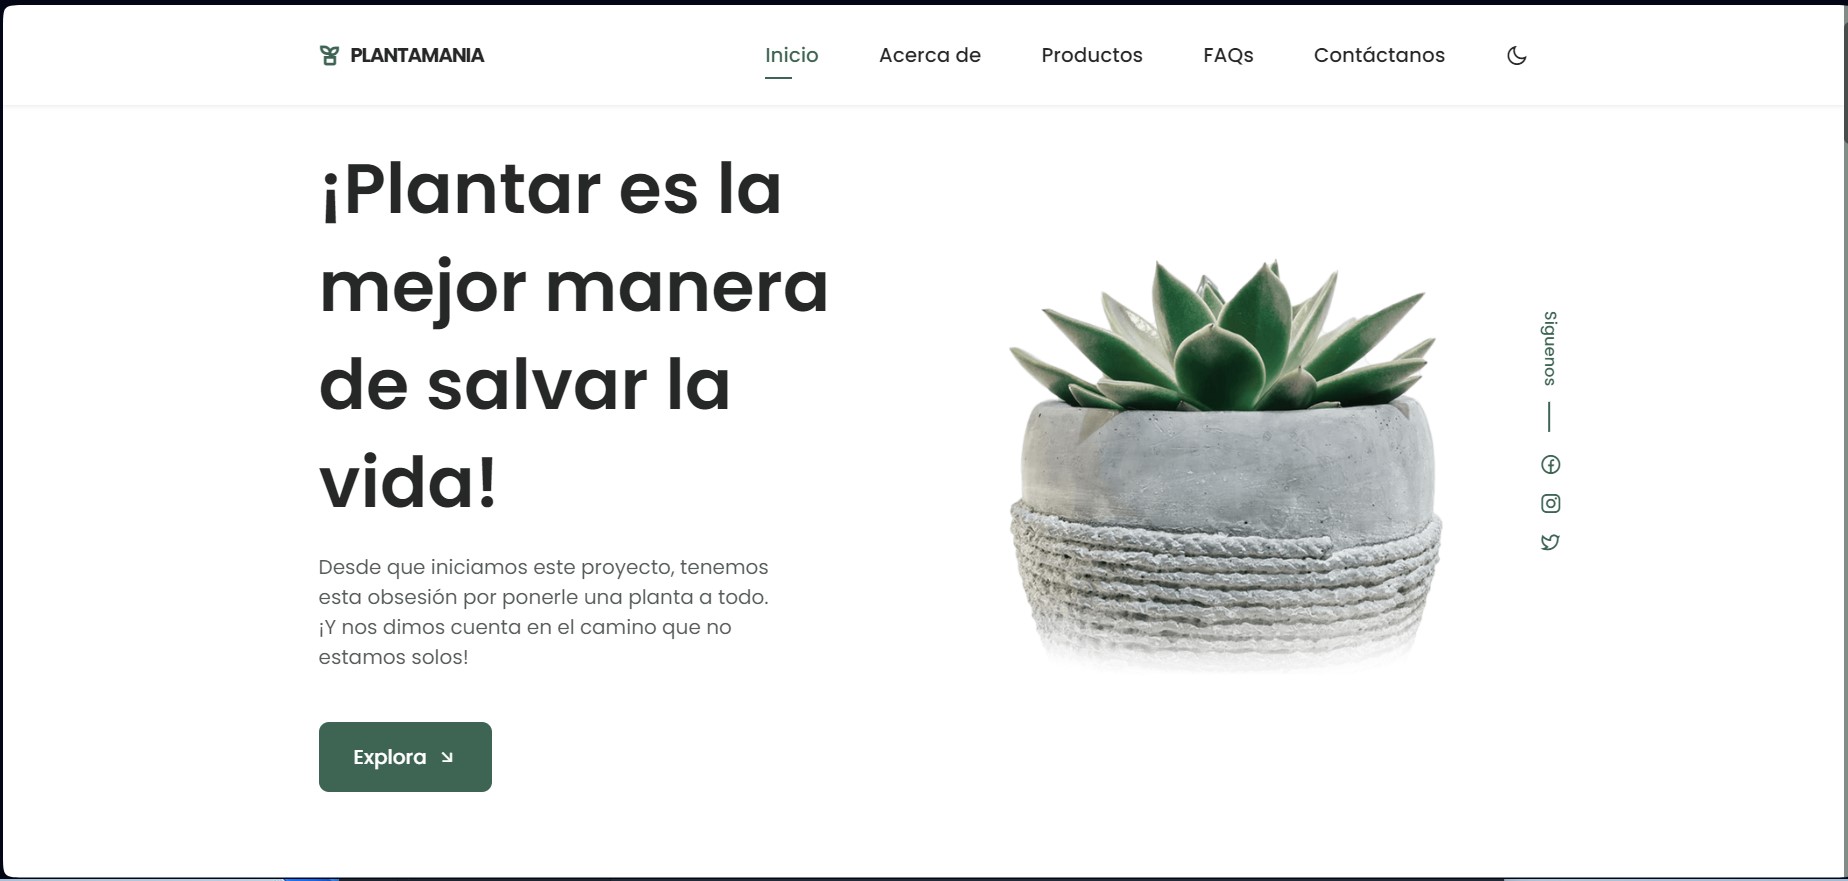 PLANTAMANIA
Inicio
Acerca de
Productos
FAQs
Contáctanos
¡Plantar es la
mejor manera
de salvar la
vida!
Desde que iniciamos este proyecto, tenemos
esta obsesión por ponerle una planta a todo.
¡Y nos dimos cuenta en el camino que no
estamos solos!
Explora
Síguenos